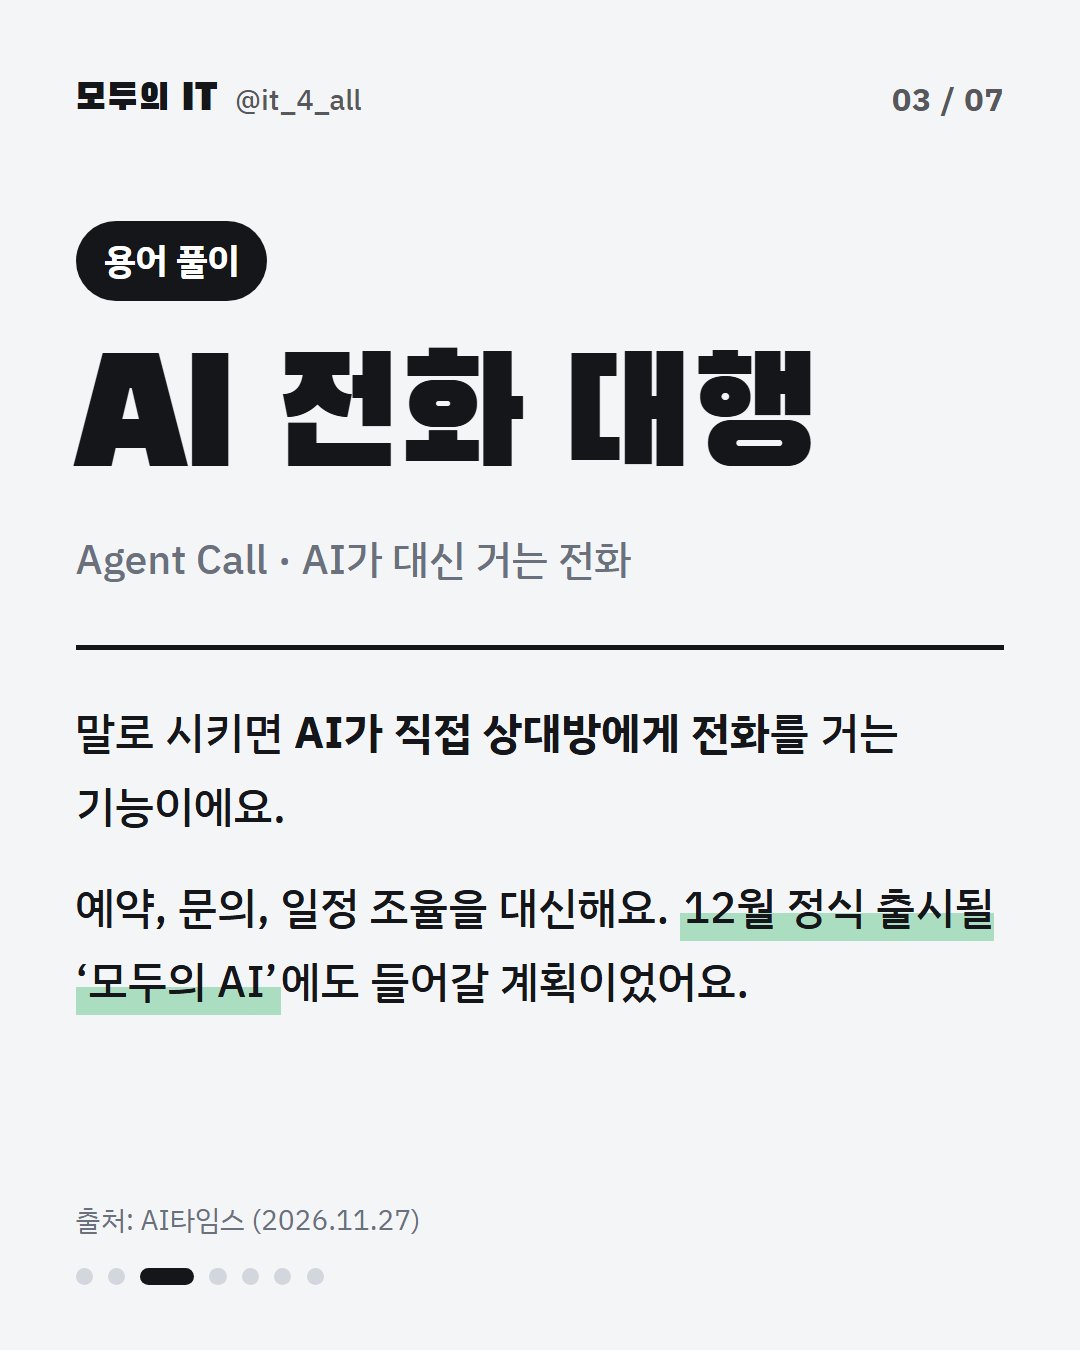 모두의 IT @it_4_all
03 / 07
용어 풀이
AI 전화 대행
Agent Call · AI가 대신 거는 전화
말로 시키면 AI가 직접 상대방에게 전화를 거는
기능이에요.
예약, 문의, 일정 조율을 대신해요. 12월 정식 출시될
‘모두의 AI’에도 들어갈 계획이었어요.
출처: AI타임스 (2026.11.27)